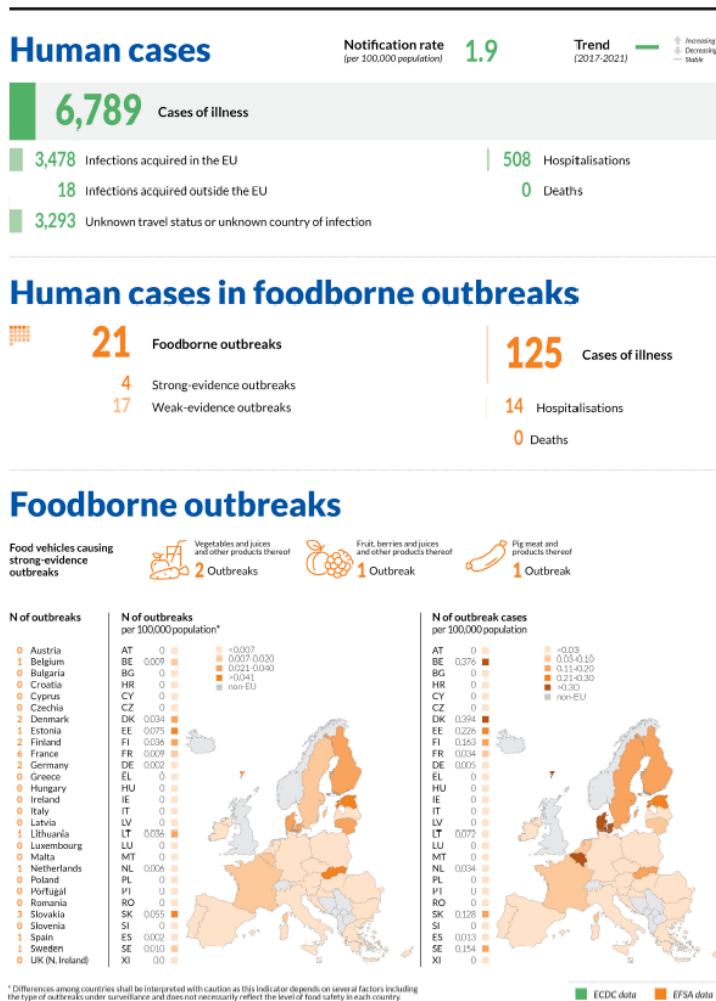 Human cases
Notification rate
(per 100,000 population)
1.9
Trend
(2017-2021)
Increasing
Decreasing
Stable
6,789 Cases of illness
3,478 Infections acquired in the EU
18 Infections acquired outside the EU
3,293 Unknown travel status or unknown country of infection
508 Hospitalisations
0 Deaths
Human cases in foodborne outbreaks
21 Foodborne outbreaks
4 Strong-evidence outbreaks
17 Weak-evidence outbreaks
125 Cases of illness
14 Hospitalisations
0 Deaths
Foodborne outbreaks
Food vehicles causing
strong-evidence
outbreaks
Vegetables and juices
and other products thereof
2 Outbreaks
Fruit, berries and juices
and other products thereof
1 Outbreak
Pig meat and
products thereof
1 Outbreak
N of outbreaks
0 Austria
1 Belgium
0 Bulgaria
0 Croatia
0 Cyprus
0 Czechia
2 Denmark
1 Estonia
2 Finland
6 France
2 Germany
0 Greece
0 Hungary
0 Ireland
0 Italy
0 Latvia
1 Lithuania
0 Luxembourg
0 Malta
1 Netherlands
0 Poland
0 Portugal
0 Romania
3 Slovakia
0 Slovenia
1 Spain
1 Sweden
0 UK (N. Ireland)
N of outbreaks
per 100,000 population*
AT 0
BE 0.009
BG 0
HR 0
CY 0
CZ 0
DK 0.034
EE 0.075
FI 0.036
FR 0.009
DE 0.002
EL 0
HU 0
IE 0
IT 0
LV 0
LT 0.036
LU 0
MT 0
NL 0.006
PL 0
PT 0
RO 0
SK 0.055
SI 0
ES 0.002
SE 0.010
XI 0.0
<0.007
0.007-0.020
0.021-0.040
>0.041
non-EU
N of outbreak cases
per 100,000 population
AT 0
BE 0.376
BG 0
HR 0
CY 0
CZ 0
DK 0.394
EE 0.226
FI 0.163
FR 0.034
DE 0.005
EL 0
HU 0
IE 0
IT 0
LV 0
LT 0.072
LU 0
MT 0
NL 0.034
PL 0
PT 0
RO 0
SK 0.128
SI 0
ES 0.013
SE 0.154
XI 0
<0.03
0.03-0.10
0.11-0.20
0.21-0.30
>0.30
non-EU
* Differences among countries shall be interpreted with caution as this indicator depends on several factors including
the type of outbreaks under surveillance and does not necessarily reflect the level of food safety in each country.
ECDC data
EFSA data